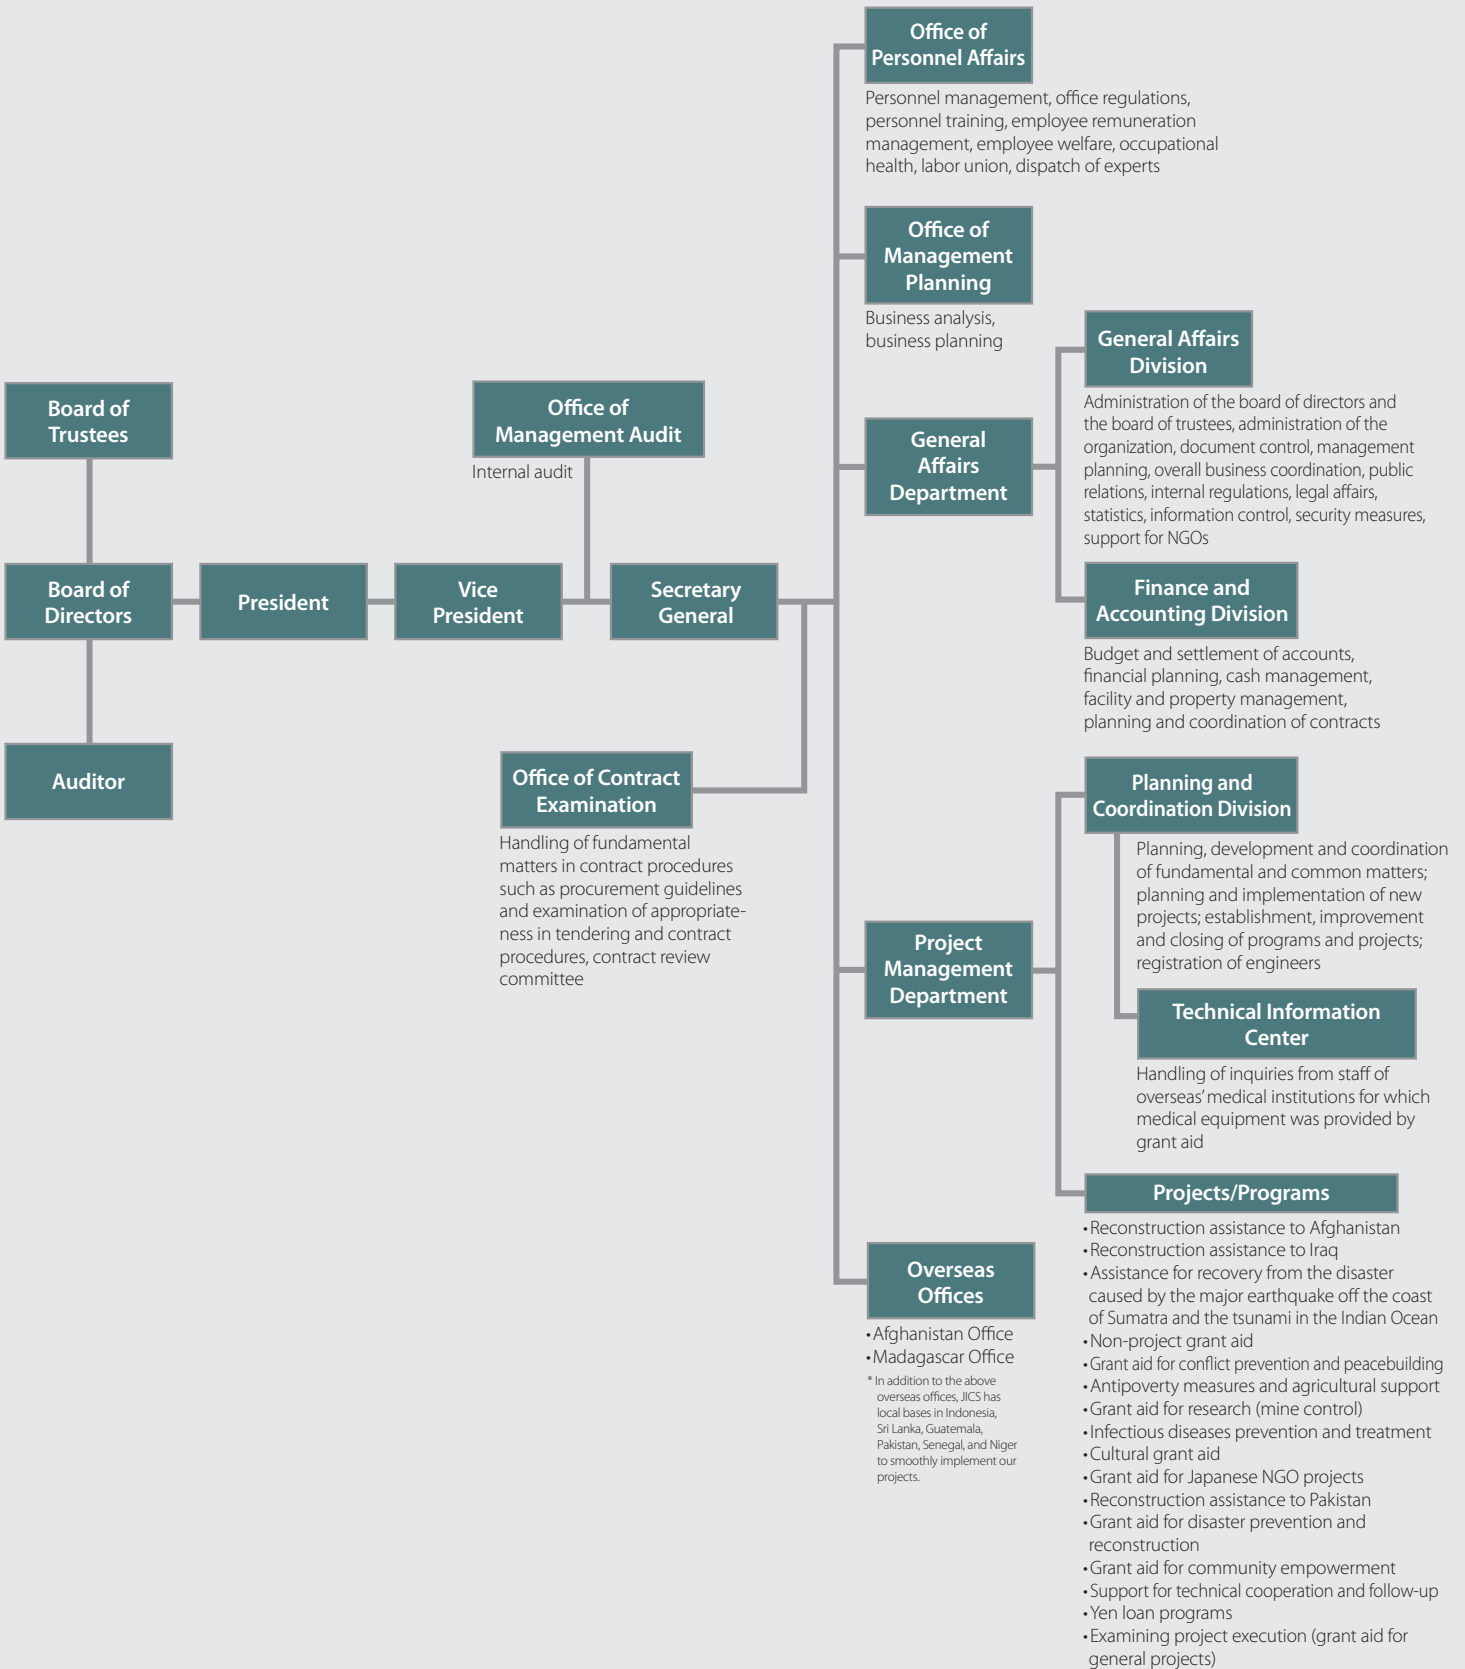 Board of
Trustees
Board of
Directors
Auditor
President
Vice
President
Office of
Management Audit
Internal audit
Secretary
General
Office of Contract
Examination
Handling of fundamental
matters in contract procedures
such as procurement guidelines
and examination of appropriate-
ness in tendering and contract
procedures, contract review
committee
Office of
Personnel Affairs
Personnel management, office regulations,
personnel training, employee remuneration
management, employee welfare, occupational
health, labor union, dispatch of experts
Office of
Management
Planning
Business analysis,
business planning
General
Affairs
Department
General Affairs
Division
Administration of the board of directors and
the board of trustees, administration of the
organization, document control, management
planning, overall business coordination, public
relations, internal regulations, legal affairs,
statistics, information control, security measures,
support for NGOs
Finance and
Accounting Division
Budget and settlement of accounts,
financial planning, cash management,
facility and property management,
planning and coordination of contracts
Project
Management
Department
Planning and
Coordination Division
Planning, development and coordination
of fundamental and common matters;
planning and implementation of new
projects; establishment, improvement
and closing of programs and projects;
registration of engineers
Technical Information
Center
Handling of inquiries from staff of
overseas' medical institutions for which
medical equipment was provided by
grant aid
Projects/Programs
•Reconstruction assistance to Afghanistan
•Reconstruction assistance to Iraq
•Assistance for recovery from the disaster
caused by the major earthquake off the coast
of Sumatra and the tsunami in the Indian Ocean
•Non-project grant aid
•Grant aid for conflict prevention and peacebuilding
•Antipoverty measures and agricultural support
•Grant aid for research (mine control)
•Infectious diseases prevention and treatment
•Cultural grant aid
•Grant aid for Japanese NGO projects
•Reconstruction assistance to Pakistan
•Grant aid for disaster prevention and
reconstruction
•Grant aid for community empowerment
•Support for technical cooperation and follow-up
•Yen loan programs
•Examining project execution (grant aid for
general projects)
Overseas
Offices
•Afghanistan Office
•Madagascar Office
* In addition to the above
overseas offices, JICS has
local bases in Indonesia,
Sri Lanka, Guatemala,
Pakistan, Senegal, and Niger
to smoothly implement our
projects.